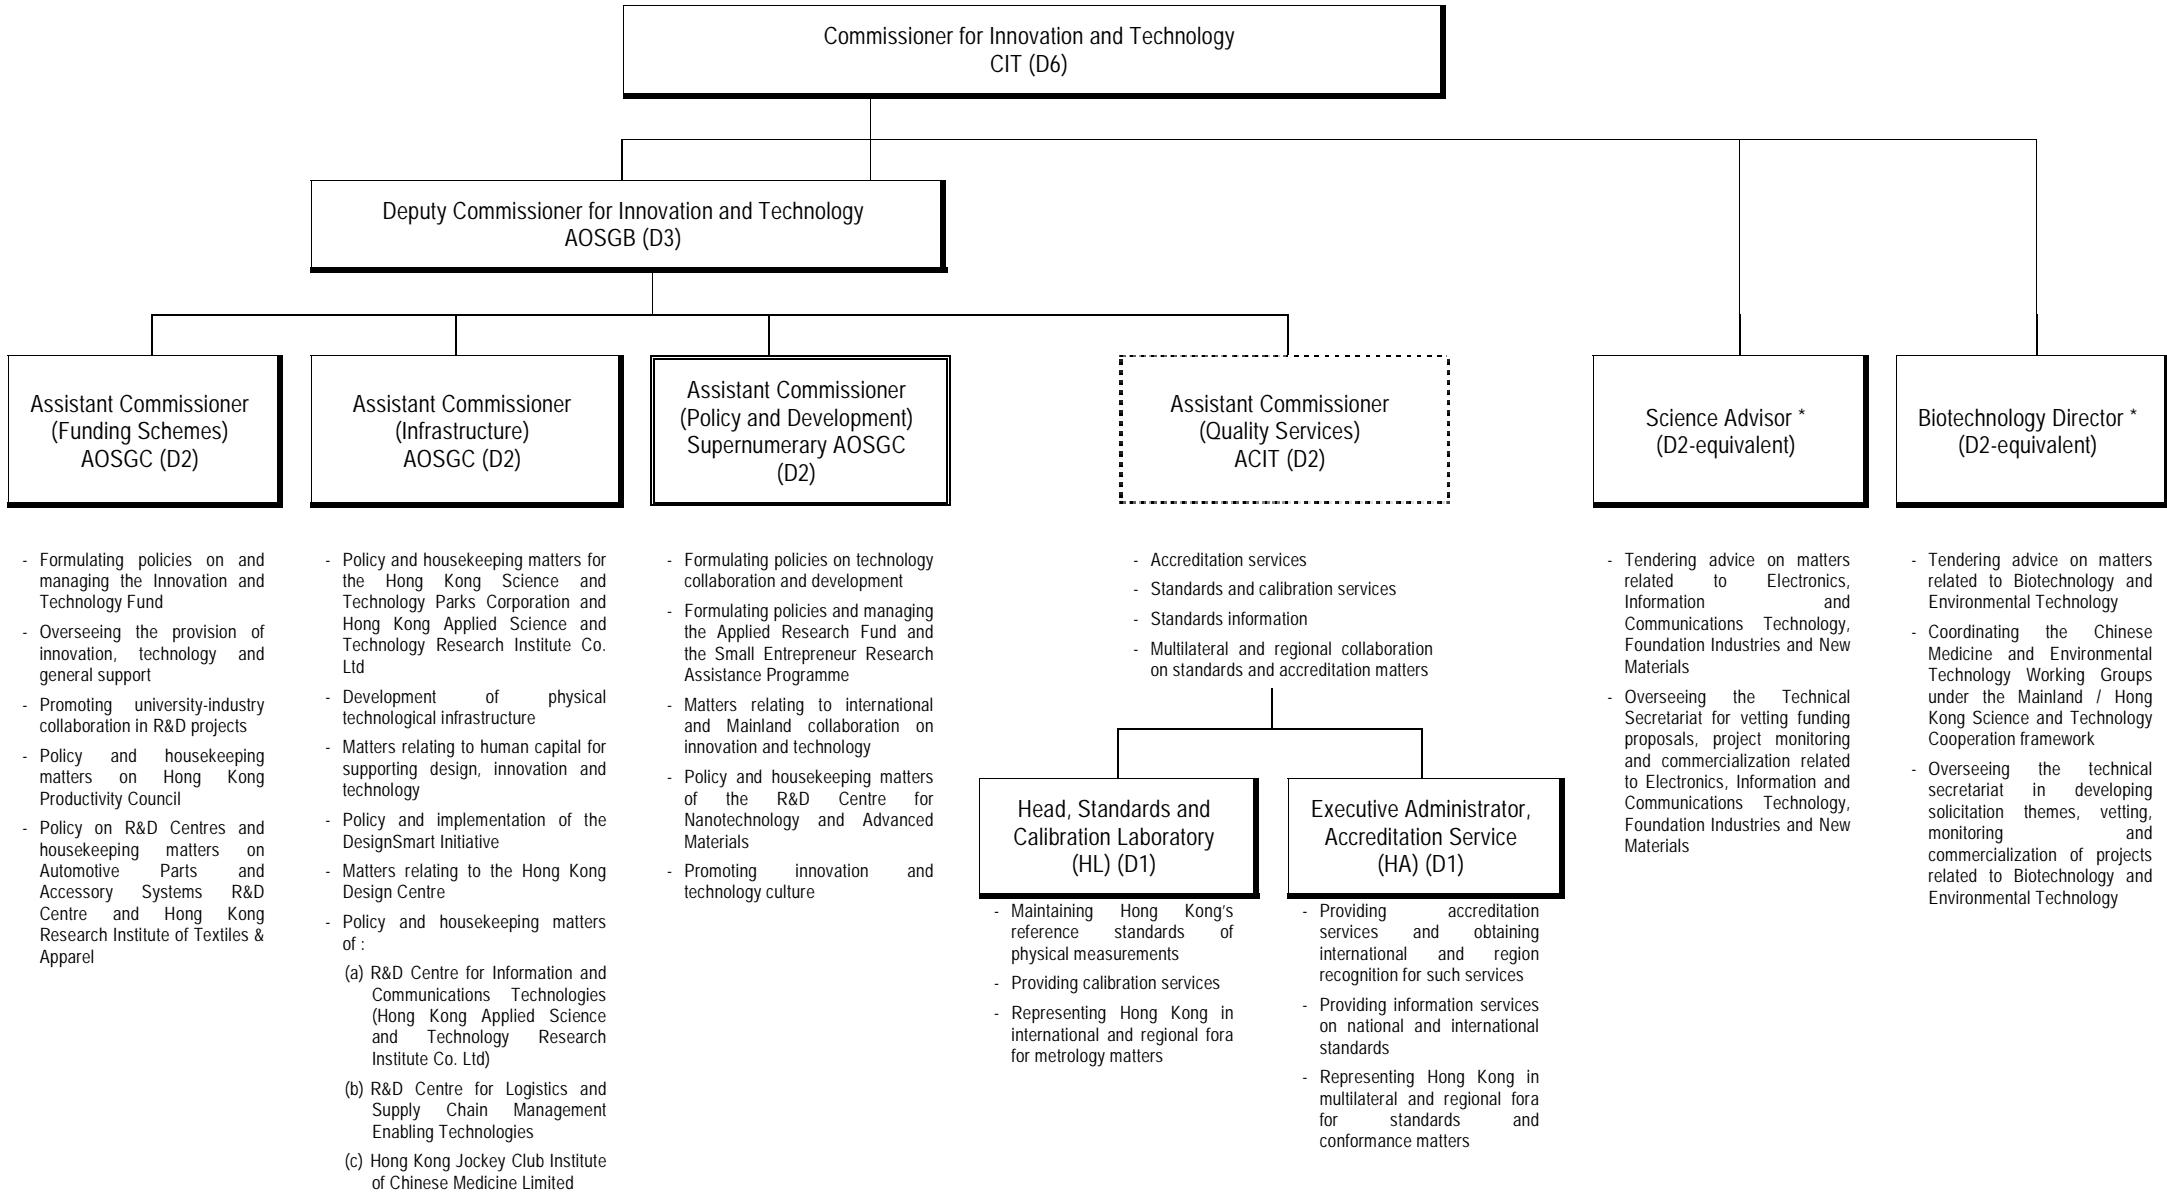 Commissioner for Innovation and Technology
CIT (D6)
Deputy Commissioner for Innovation and Technology
AOSGB (D3)
Assistant Commissioner
(Funding Schemes)
AOSGC (D2)
Assistant Commissioner
(Infrastructure)
AOSGC (D2)
Assistant Commissioner
(Policy and Development)
Supernumerary AOSGC
(D2)
Assistant Commissioner
(Quality Services)
ACIT (D2)
Science Advisor *
(D2-equivalent)
Biotechnology Director *
(D2-equivalent)
- Formulating policies on and
managing the Innovation and
Technology Fund
- Overseeing the provision of
innovation, technology and
general support
- Promoting university-industry
collaboration in R&D projects
- Policy and housekeeping
matters on Hong Kong
Productivity Council
- Policy on R&D Centres and
housekeeping matters on
Automotive Parts and
Accessory Systems R&D
Centre and Hong Kong
Research Institute of Textiles &
Apparel
- Policy and housekeeping matters for
the Hong Kong Science and
Technology Parks Corporation and
Hong Kong Applied Science and
Technology Research Institute Co.
Ltd
- Development of physical
technological infrastructure
- Matters relating to human capital for
supporting design, innovation and
technology
- Policy and implementation of the
DesignSmart Initiative
- Matters relating to the Hong Kong
Design Centre
- Policy and housekeeping matters
of :
(a) R&D Centre for Information and
Communications Technologies
(Hong Kong Applied Science
and Technology Research
Institute Co. Ltd)
(b) R&D Centre for Logistics and
Supply Chain Management
Enabling Technologies
(c) Hong Kong Jockey Club Institute
of Chinese Medicine Limited
- Formulating policies on technology
collaboration and development
- Formulating policies and managing
the Applied Research Fund and
the Small Entrepreneur Research
Assistance Programme
- Matters relating to international
and Mainland collaboration on
innovation and technology
- Policy and housekeeping matters
of the R&D Centre for
Nanotechnology and Advanced
Materials
- Promoting innovation and
technology culture
- Accreditation services
- Standards and calibration services
- Standards information
- Multilateral and regional collaboration
on standards and accreditation matters
Head, Standards and
Calibration Laboratory
(HL) (D1)
- Maintaining Hong Kong's
reference standards of
physical measurements
- Providing calibration services
- Representing Hong Kong in
international and regional fora
for metrology matters
Executive Administrator,
Accreditation Service
(HA) (D1)
- Providing accreditation
services and obtaining
international and region
recognition for such services
- Providing information services
on national and international
standards
- Representing Hong Kong in
multilateral and regional fora
for standards and
conformance matters
- Tendering advice on matters
related to Electronics,
Information and
Communications Technology,
Foundation Industries and New
Materials
- Overseeing the Technical
Secretariat for vetting funding
proposals, project monitoring
and commercialization related
to Electronics, Information and
Communications Technology,
Foundation Industries and New
Materials
- Tendering advice on matters
related to Biotechnology and
Environmental Technology
- Coordinating the Chinese
Medicine and Environmental
Technology Working Groups
under the Mainland / Hong
Kong Science and Technology
Cooperation framework
- Overseeing the technical
secretariat in developing
solicitation themes, vetting,
monitoring and
commercialization of projects
related to Biotechnology and
Environmental Technology